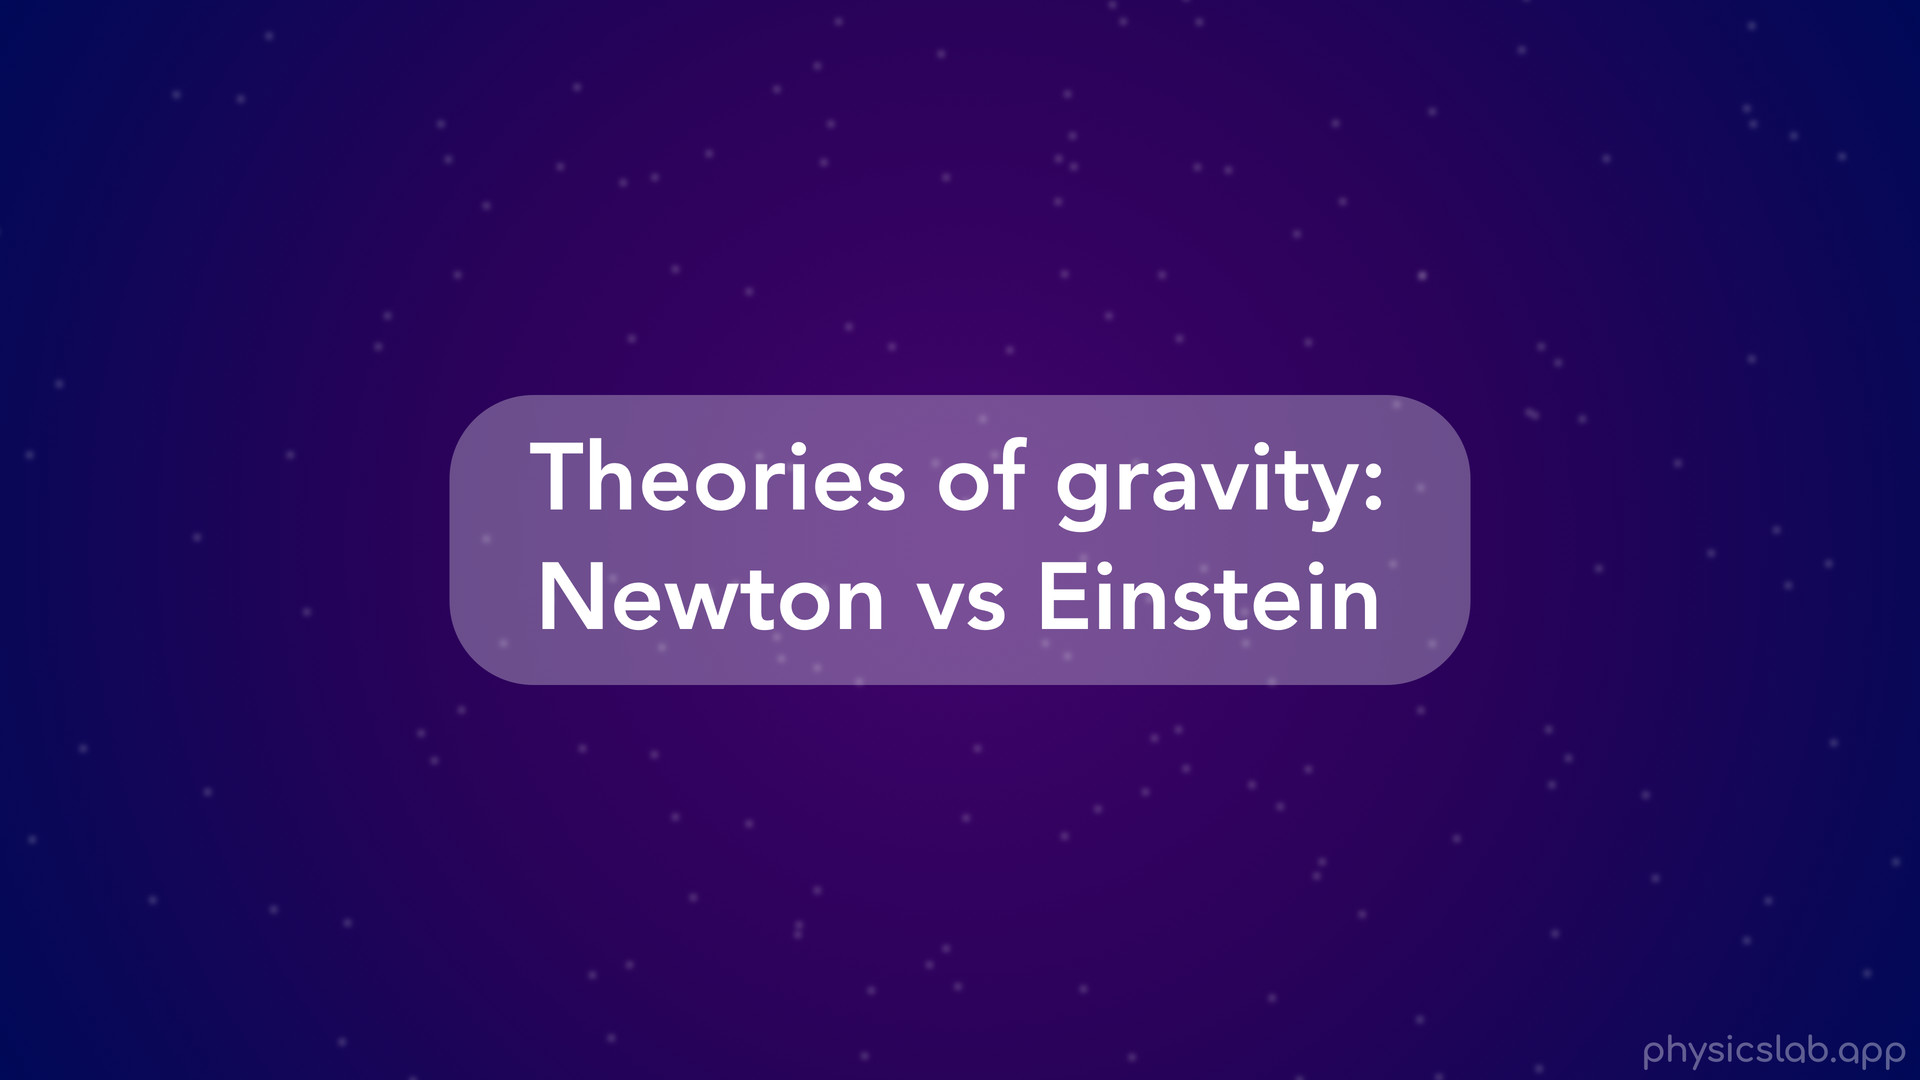 Theories of gravity:
Newton vs Einstein
physicslab.app